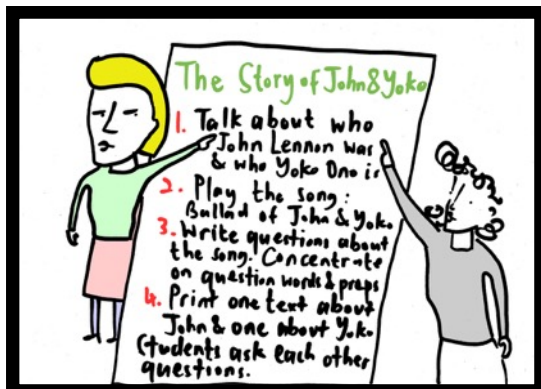 The Story of John & Yoko
1. Talk about who
John Lennon was
& who Yoko Ono is
2. Play the song:
Ballad of John & Yoko.
3. Write questions about
the song. Concentrate
on question words & preps
4. Print one text about
John & one about Yoko
Students ask each other
questions.